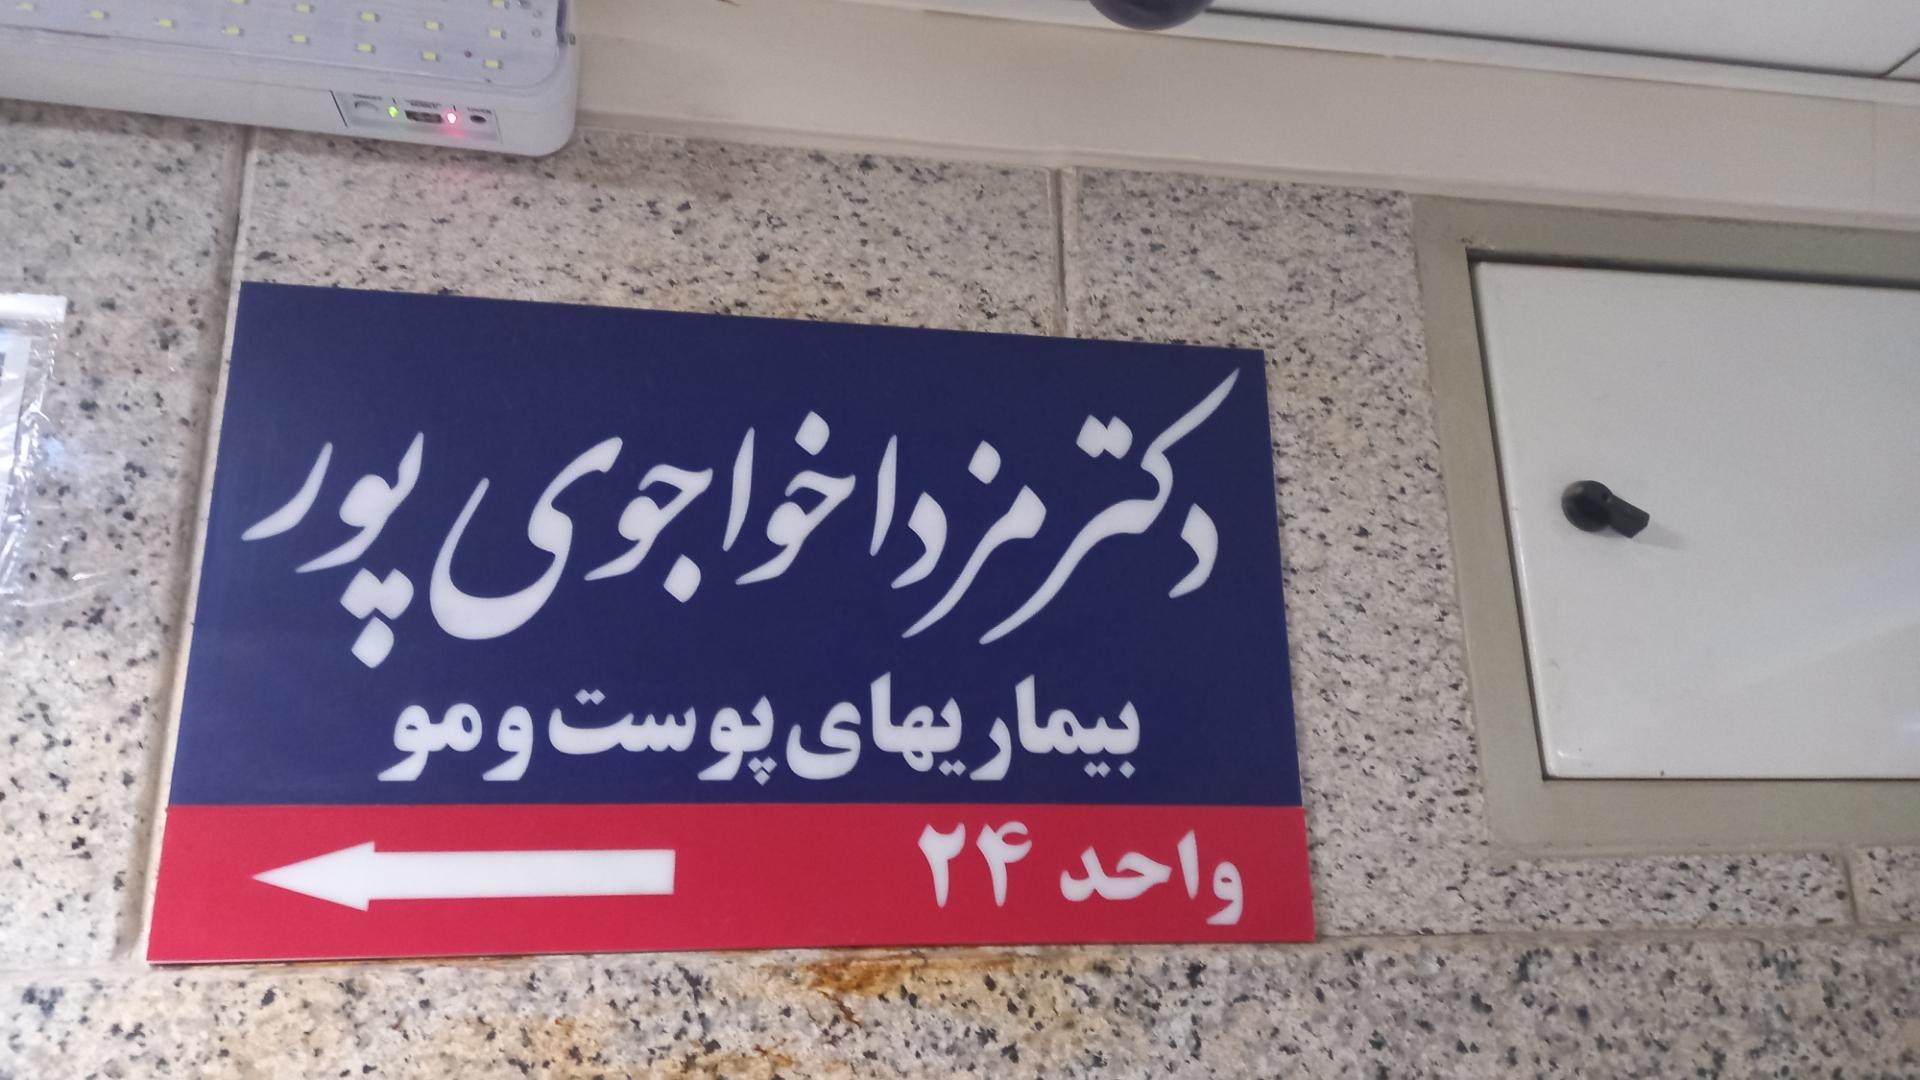 دکتر مزدا خواجوی پور
بیماریهای پوست و مو
واحد ۲۴